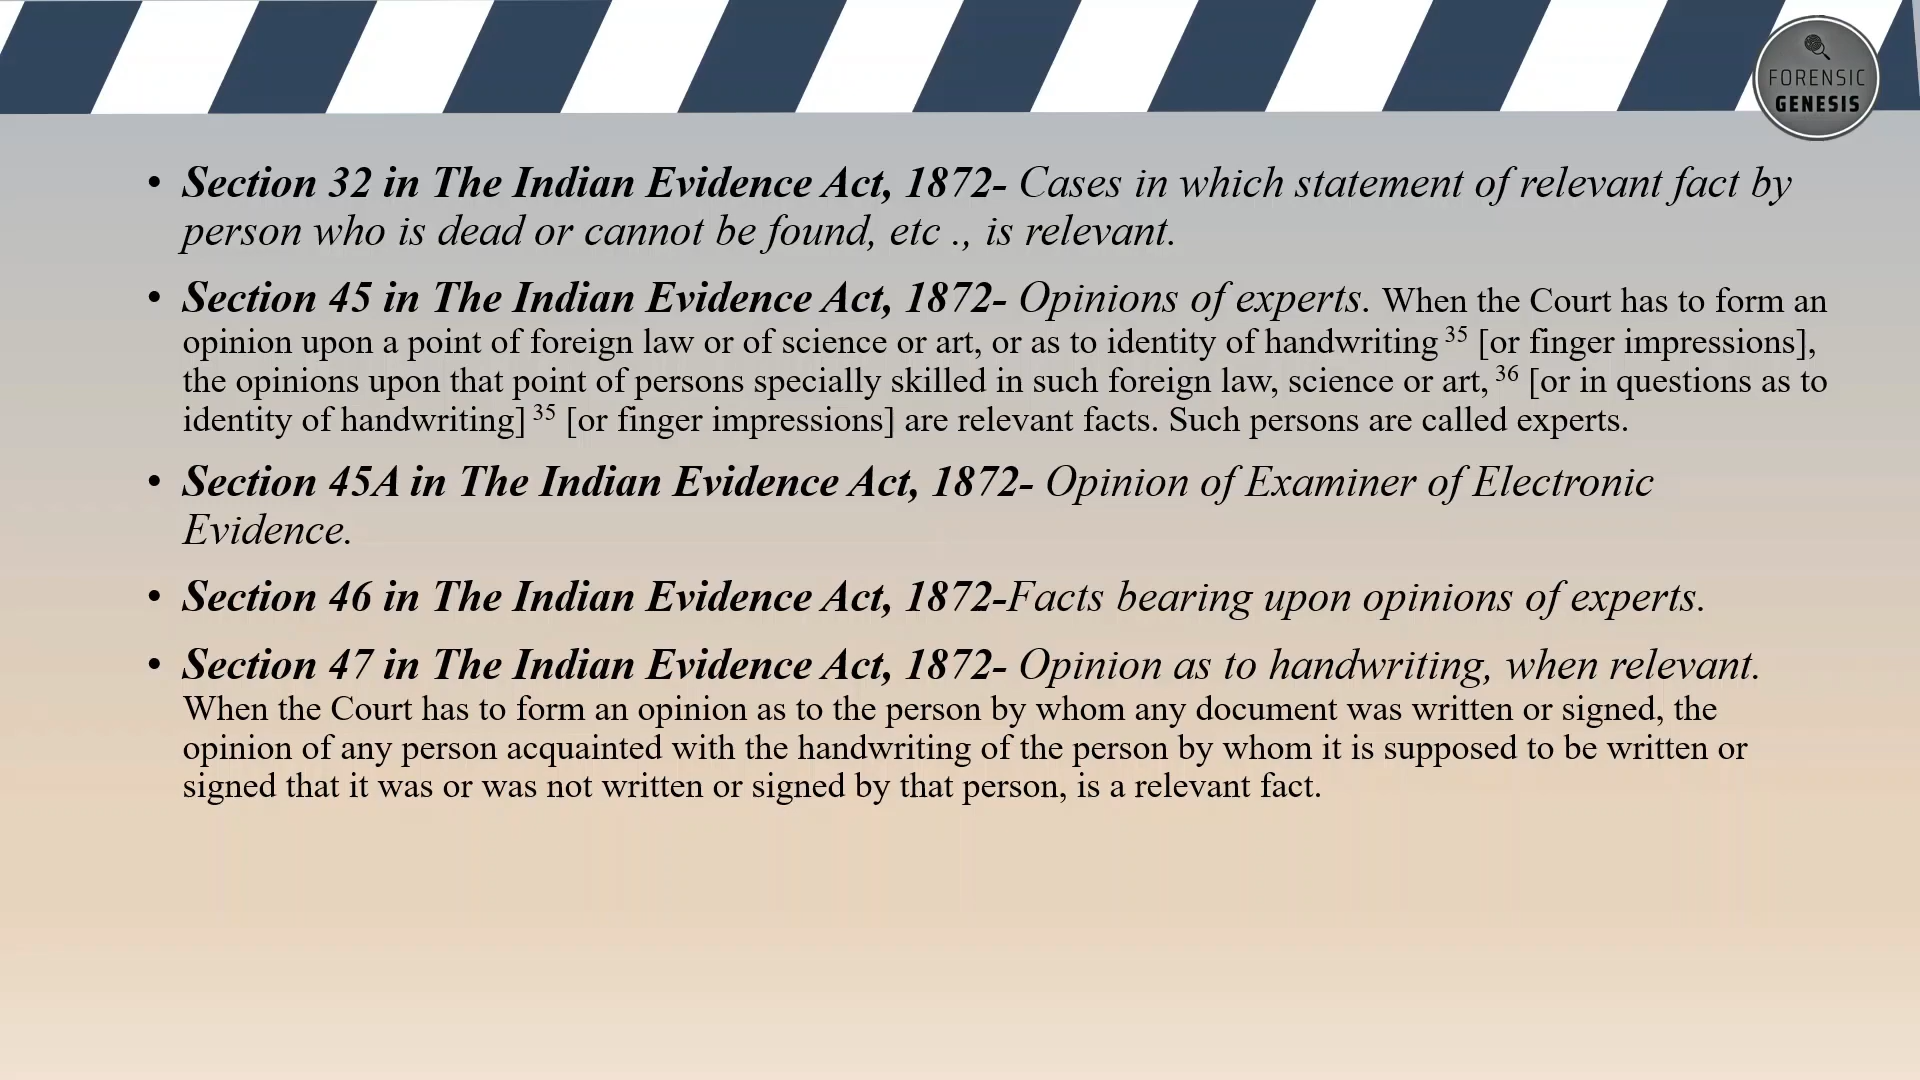 FORENSIC
GENESIS
• Section 32 in The Indian Evidence Act, 1872- Cases in which statement of relevant fact by
person who is dead or cannot be found, etc ., is relevant.
• Section 45 in The Indian Evidence Act, 1872- Opinions of experts. When the Court has to form an
opinion upon a point of foreign law or of science or art, or as to identity of handwriting 35 [or finger impressions],
the opinions upon that point of persons specially skilled in such foreign law, science or art, 36 [or in questions as to
identity of handwriting] 35 [or finger impressions] are relevant facts. Such persons are called experts.
• Section 45A in The Indian Evidence Act, 1872- Opinion of Examiner of Electronic
Evidence.
• Section 46 in The Indian Evidence Act, 1872-Facts bearing upon opinions of experts.
• Section 47 in The Indian Evidence Act, 1872- Opinion as to handwriting, when relevant.
When the Court has to form an opinion as to the person by whom any document was written or signed, the
opinion of any person acquainted with the handwriting of the person by whom it is supposed to be written or
signed that it was or was not written or signed by that person, is a relevant fact.